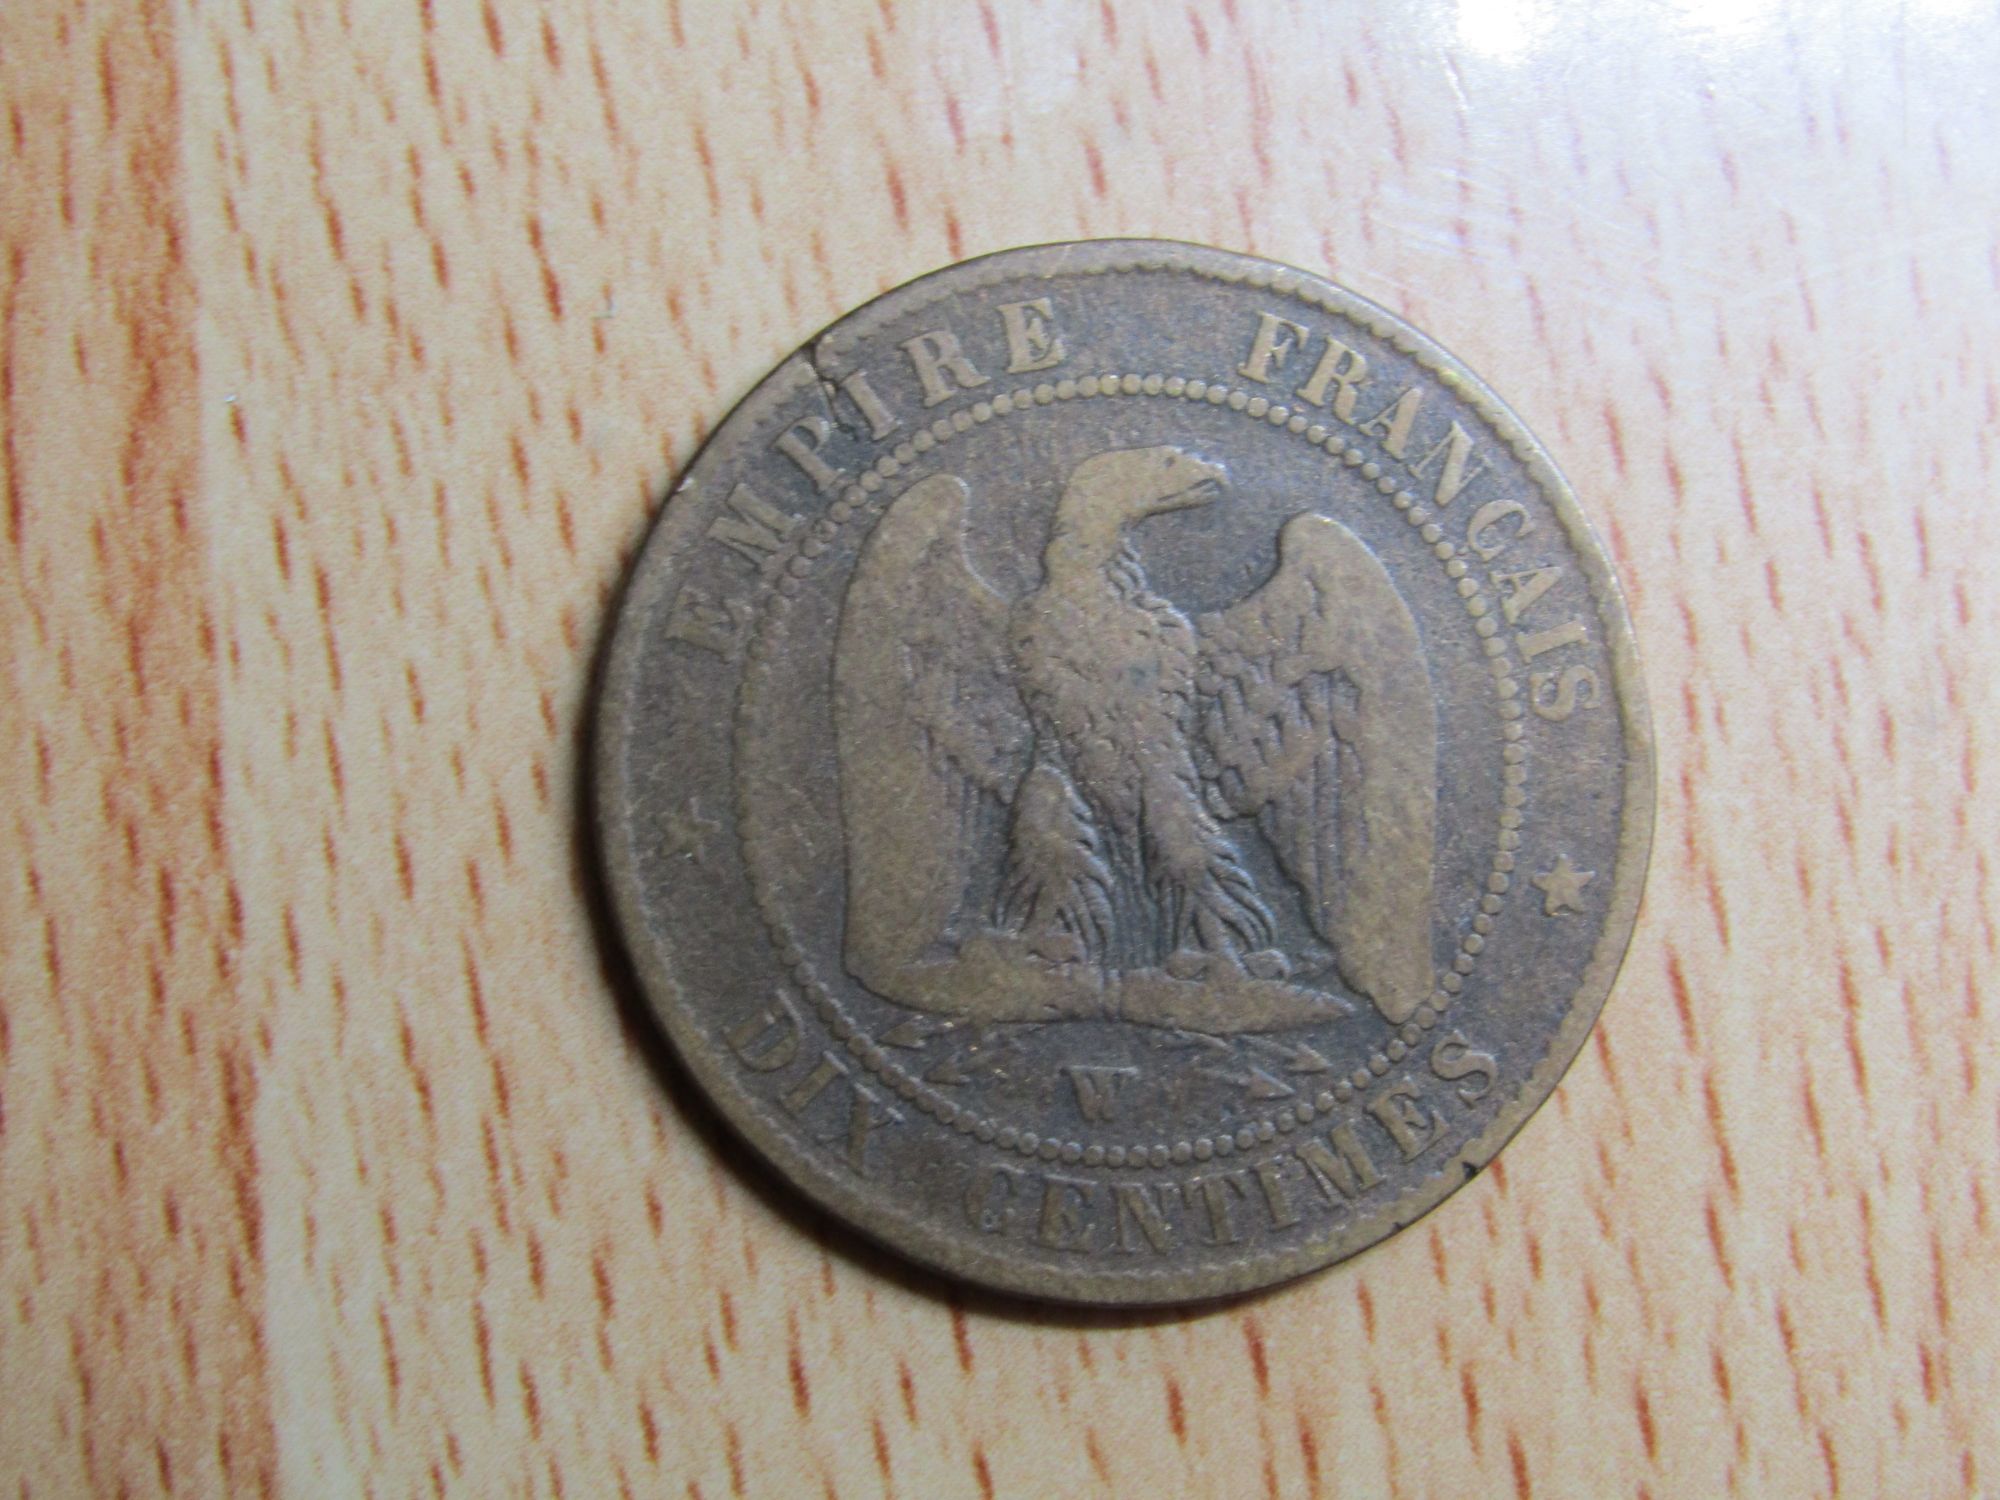 EMPIRE FRANÇAIS
W
DIX CENTIMES